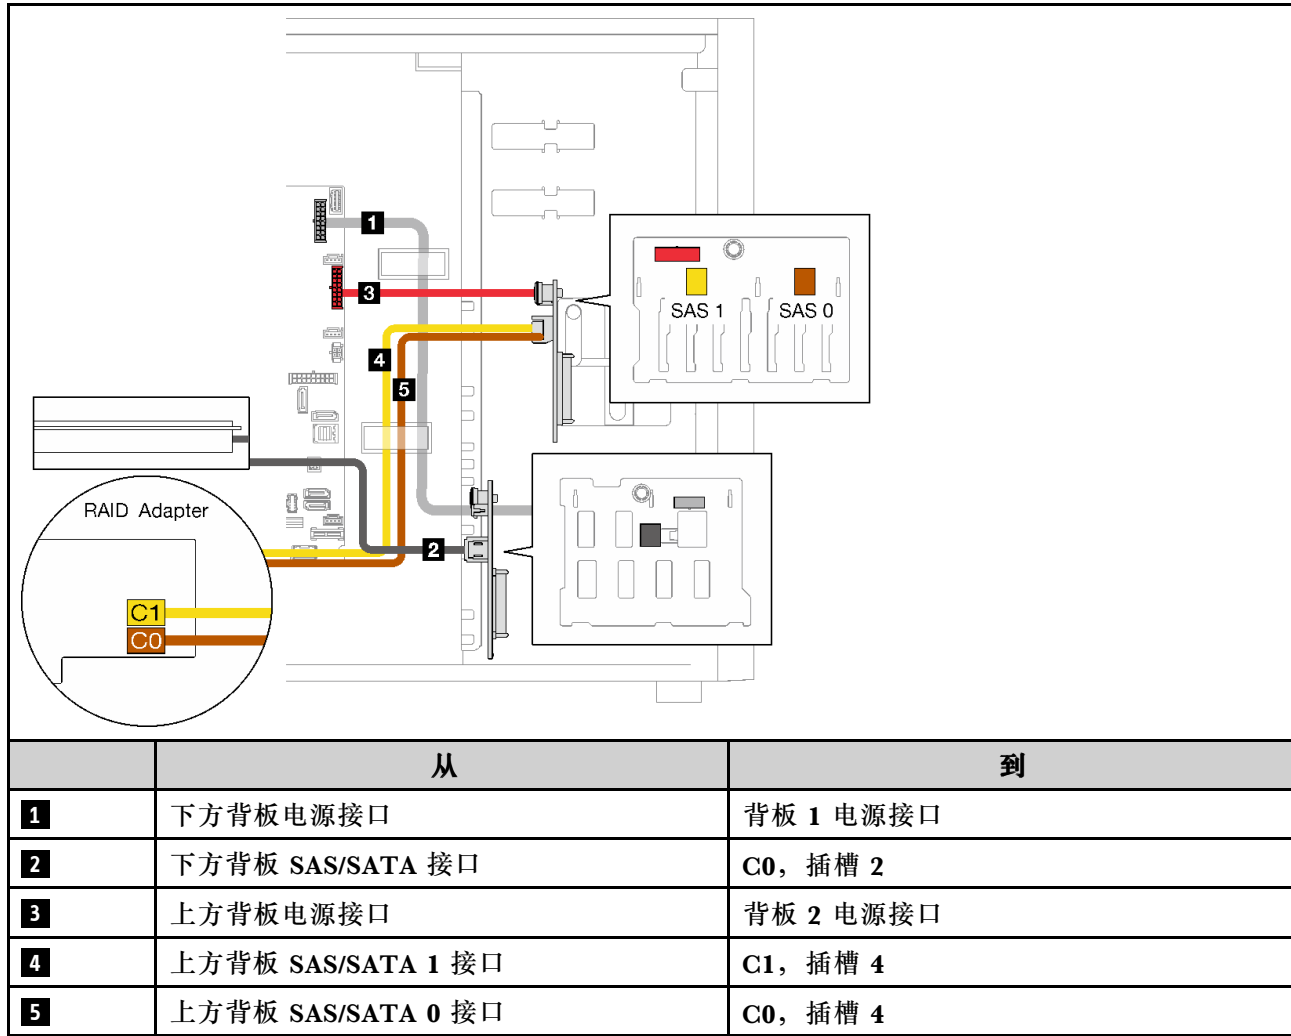 1
3
SAS 1 SAS 0
4
5
RAID Adapter
2
C1
C0
从 到
1 下方背板电源接口 背板 1 电源接口
2 下方背板 SAS/SATA 接口 C0，插槽 2
3 上方背板电源接口 背板 2 电源接口
4 上方背板 SAS/SATA 1 接口 C1，插槽 4
5 上方背板 SAS/SATA 0 接口 C0，插槽 4